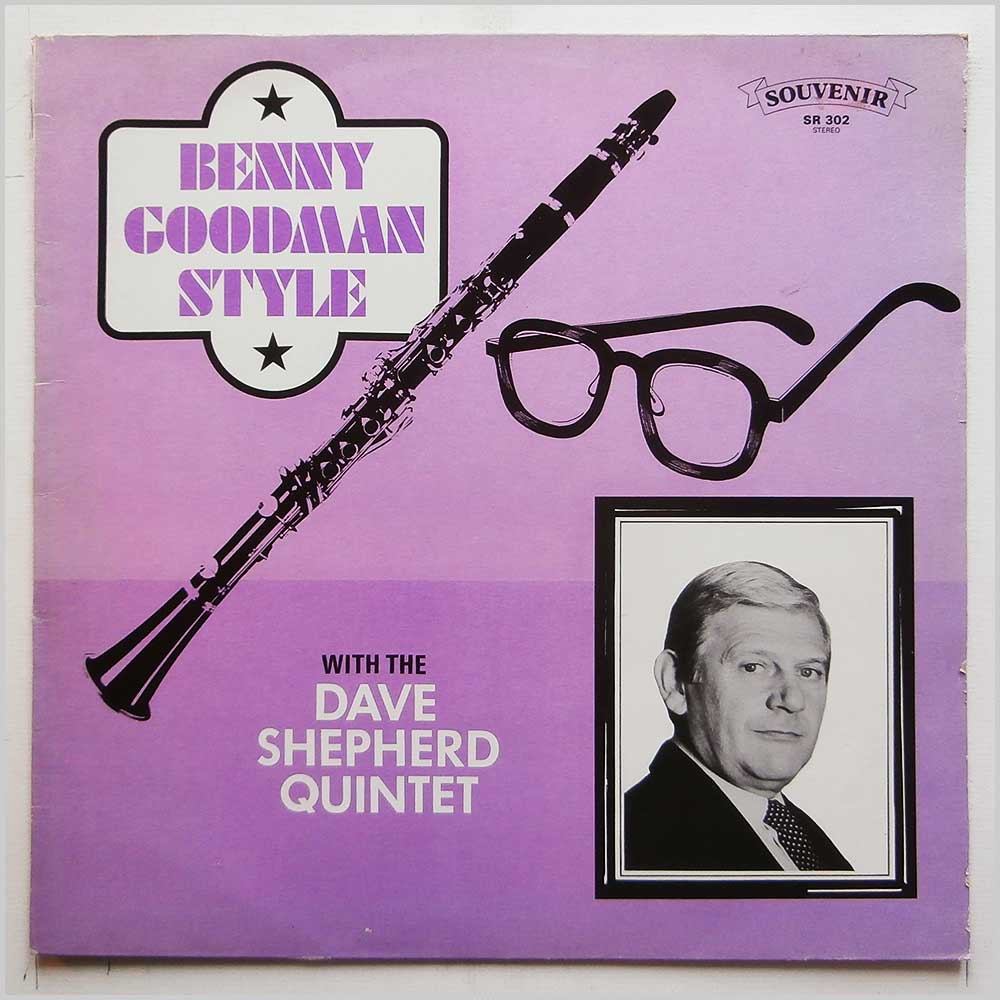 BENNY
GOODMAN
STYLE
SOUVENIR
SR 302
STEREO
WITH THE
DAVE
SHEPHERD
QUINTET